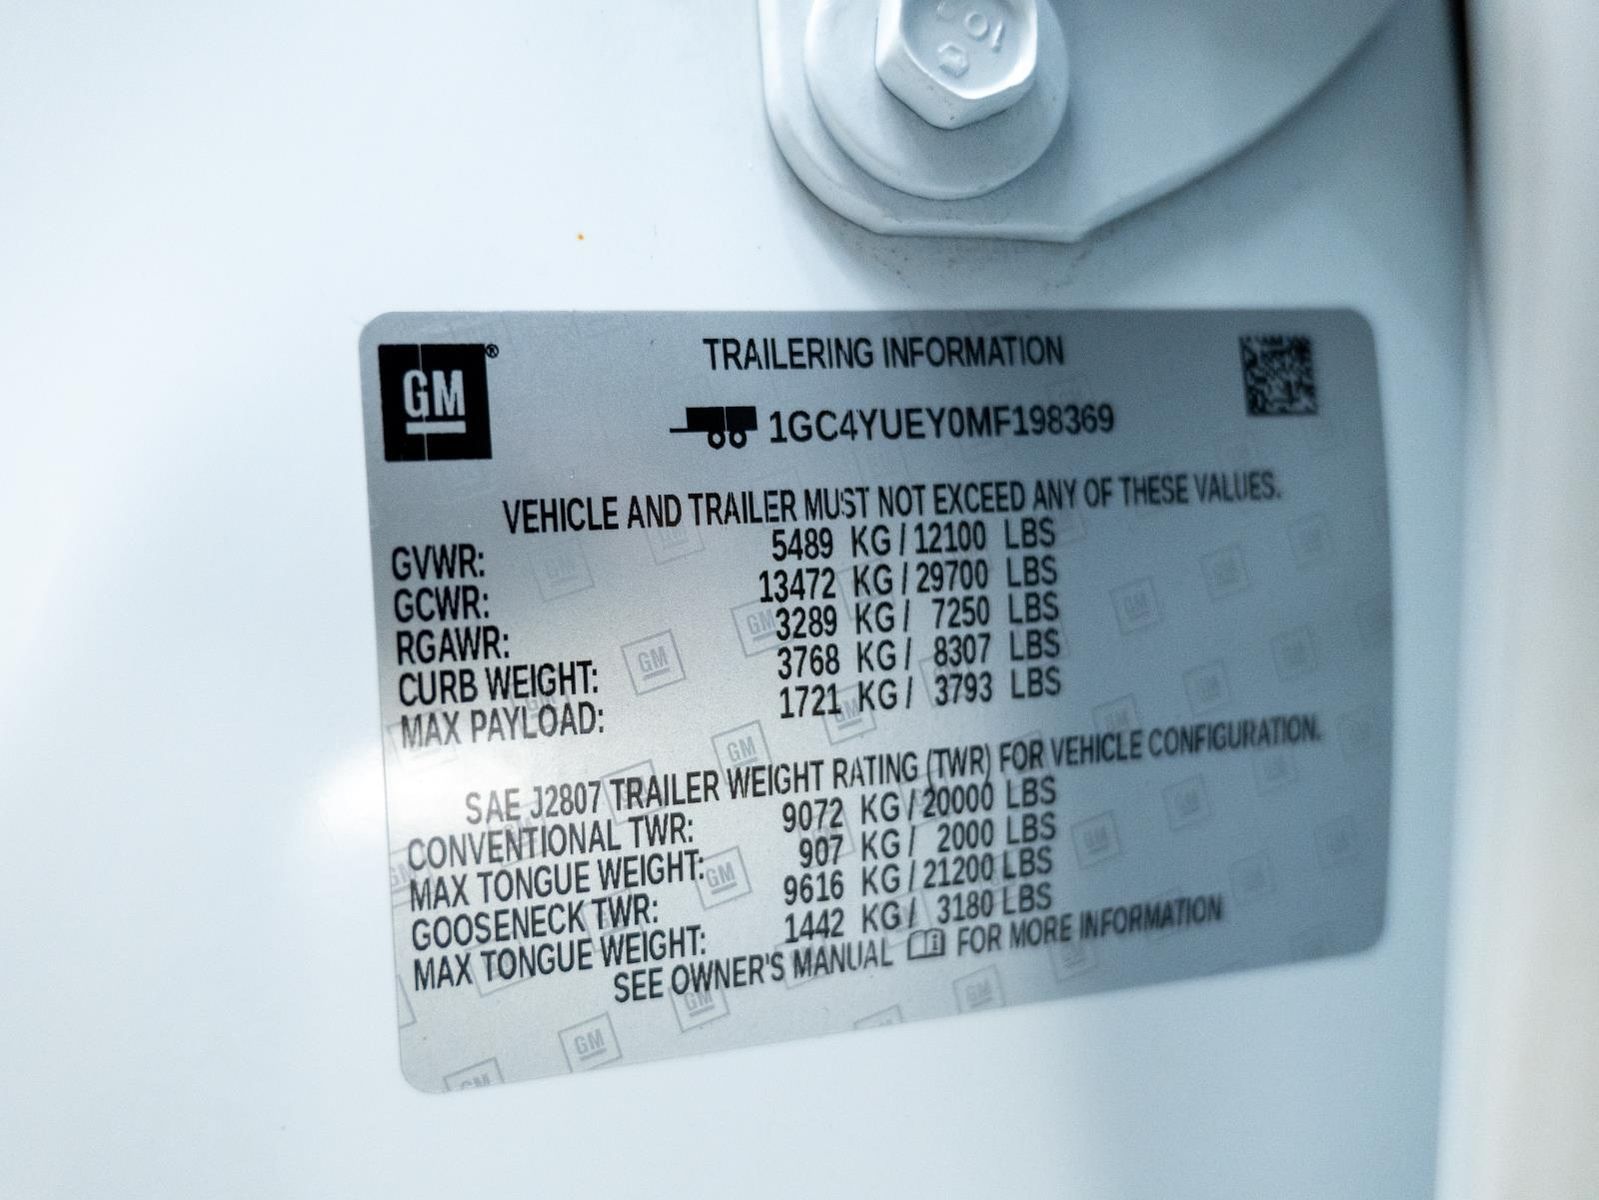 GM®
TRAILERING INFORMATION
1GC4YUEY0MF198369
VEHICLE AND TRAILER MUST NOT EXCEED ANY OF THESE VALUES.
GVWR: 5489 KG / 12100 LBS
GCWR: 13472 KG / 29700 LBS
RGAWR: 3289 KG / 7250 LBS
CURB WEIGHT: 3768 KG / 8307 LBS
MAX PAYLOAD: 1721 KG / 3793 LBS
SAE J2807 TRAILER WEIGHT RATING (TWR) FOR VEHICLE CONFIGURATION.
CONVENTIONAL TWR: 9072 KG / 20000 LBS
MAX TONGUE WEIGHT: 907 KG / 2000 LBS
GOOSENECK TWR: 9616 KG / 21200 LBS
MAX TONGUE WEIGHT: 1442 KG / 3180 LBS
SEE OWNER'S MANUAL FOR MORE INFORMATION